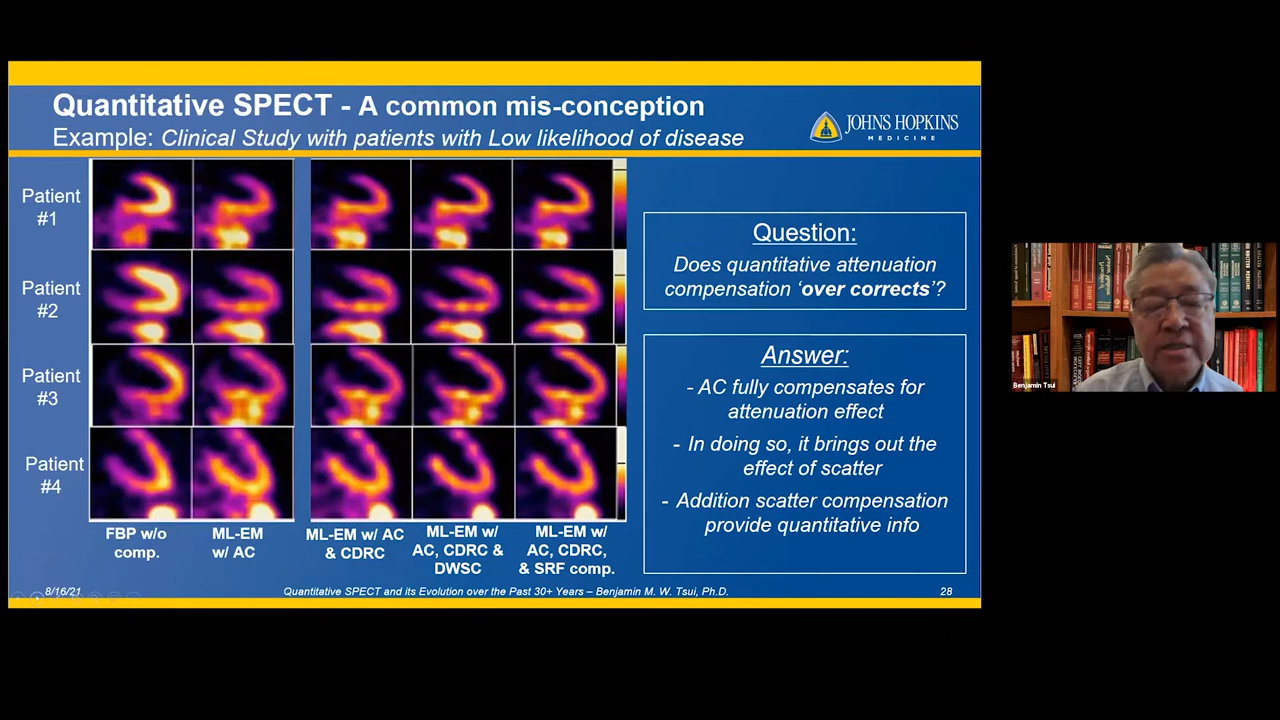 Quantitative SPECT - A common mis-conception
Example: Clinical Study with patients with Low likelihood of disease
JOHNS HOPKINS
MEDICINE
Patient
#1
Patient
#2
Patient
#3
Patient
#4
FBP w/o
comp.
ML-EM
w/ AC
ML-EM w/ AC
& CDRC
ML-EM w/
AC, CDRC &
DWSC
ML-EM w/
AC, CDRC,
& SRF comp.
Question:
Does quantitative attenuation
compensation ‘over corrects’?
Answer:
- AC fully compensates for
attenuation effect
- In doing so, it brings out the
effect of scatter
- Addition scatter compensation
provide quantitative info
8/16/21
Quantitative SPECT and its Evolution over the Past 30+ Years – Benjamin M. W. Tsui, Ph.D.
28
Benjamin Tsui